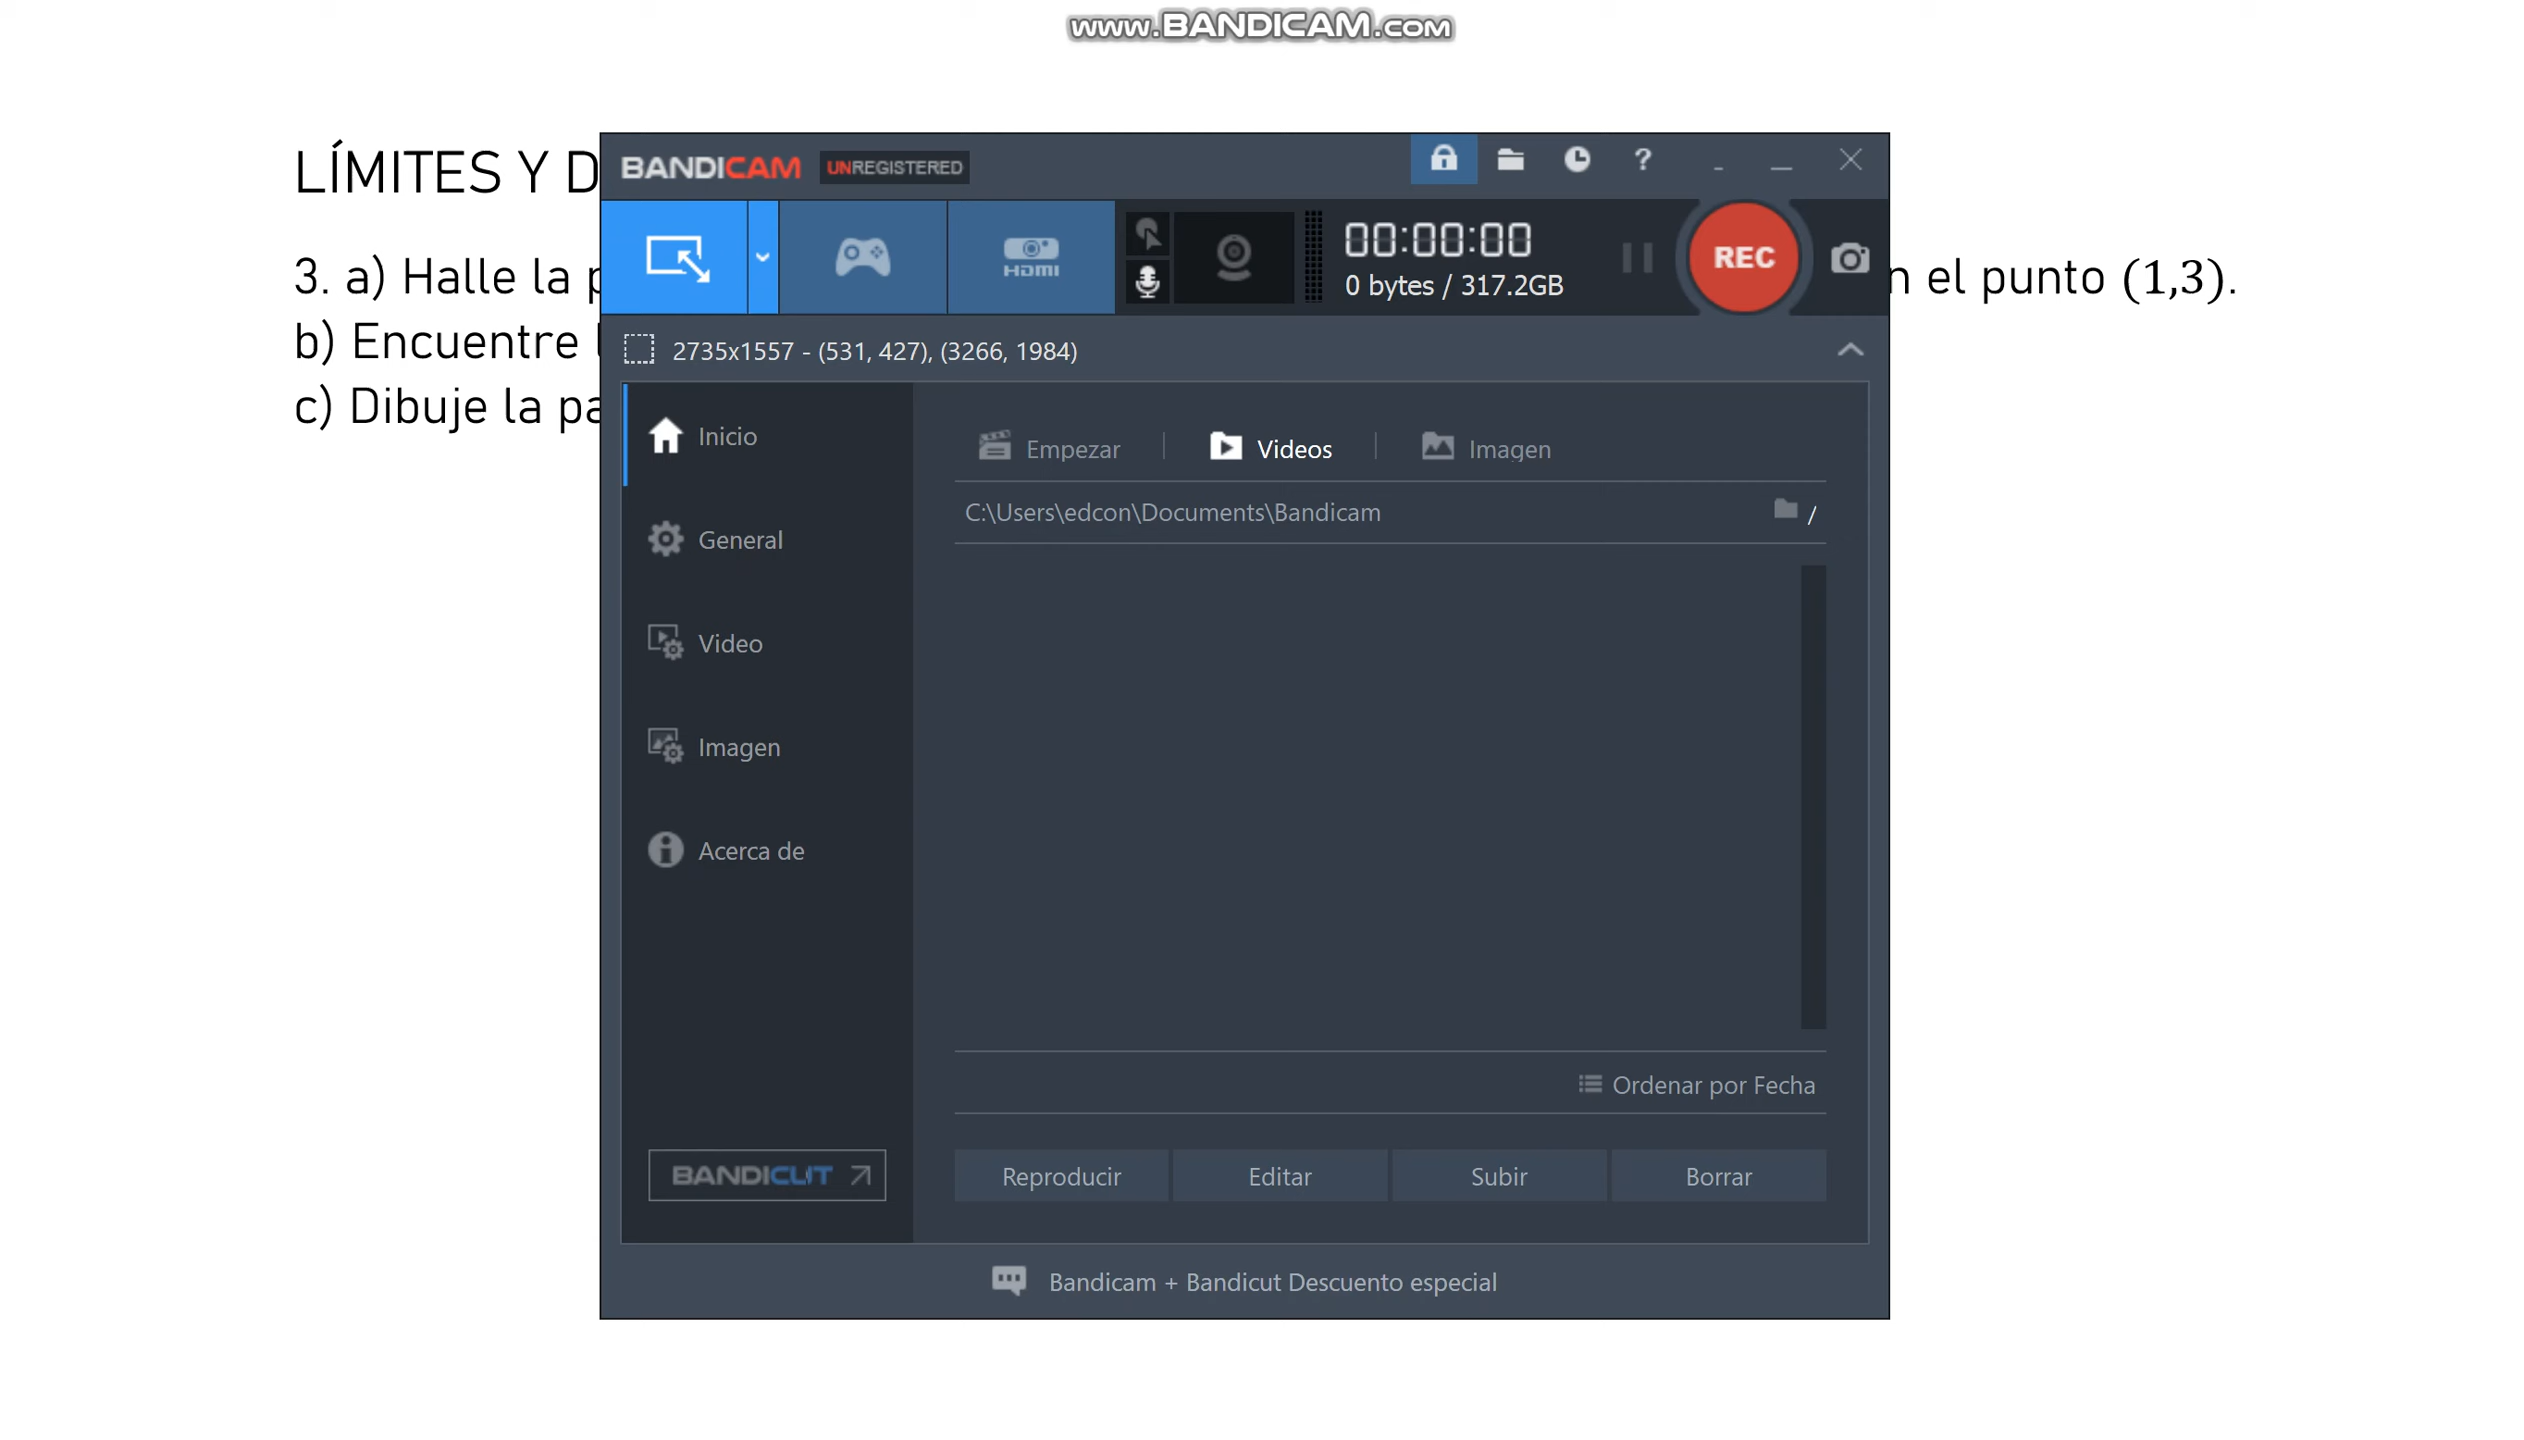 www.BANDICAM.com
LÍMITES Y D
BANDICAM UNREGISTERED
3. a) Halle la p
n el punto (1,3).
HDMI
00:00:00
REC
0 bytes / 317.2GB
b) Encuentre l
2735x1557 - (531, 427), (3266, 1984)
c) Dibuje la pa
Inicio
Empezar
Videos
Imagen
C:\Users\edcon\Documents\Bandicam
/
General
Video
Imagen
Acerca de
Ordenar por Fecha
BANDICUT
Reproducir
Editar
Subir
Borrar
Bandicam + Bandicut Descuento especial